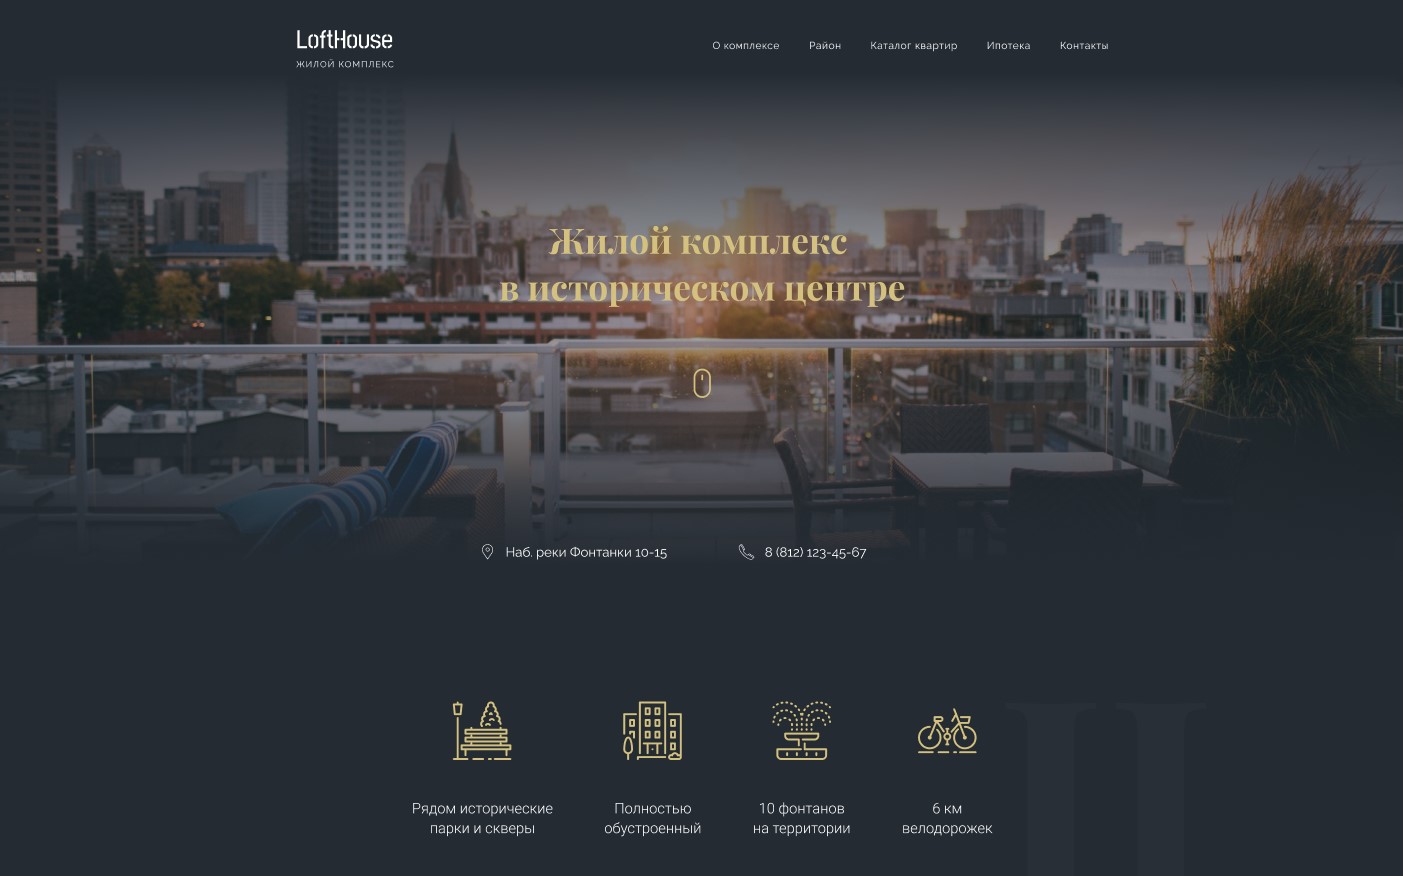 LoftHouse
ЖИЛОЙ КОМПЛЕКС
О комплексе
Район
Каталог квартир
Ипотека
Контакты
Жилой комплекс
в историческом центре
Наб. реки Фонтанки 10-15
8 (812) 123-45-67
Рядом исторические
парки и скверы
Полностью
обустроенный
10 фонтанов
на территории
6 км
велодорожек